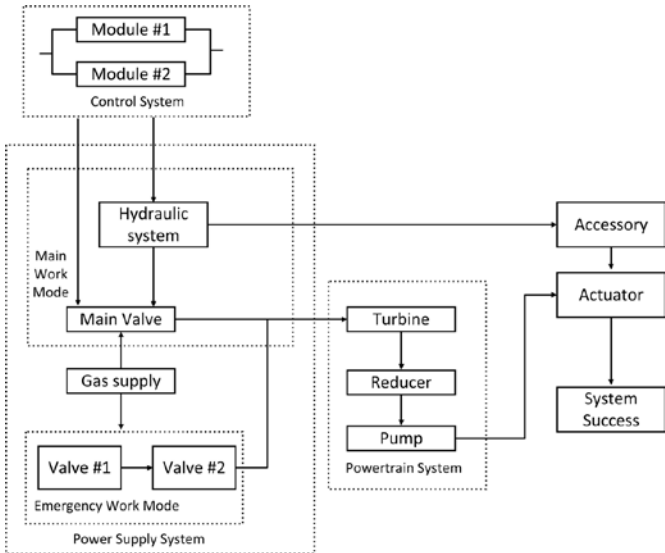 Module #1
Module #2
Control System
Hydraulic
system
Accessory
Main
Work
Mode
Actuator
Main Valve
Turbine
Gas supply
Reducer
System
Success
Pump
Valve #1
Valve #2
Powertrain System
Emergency Work Mode
Power Supply System